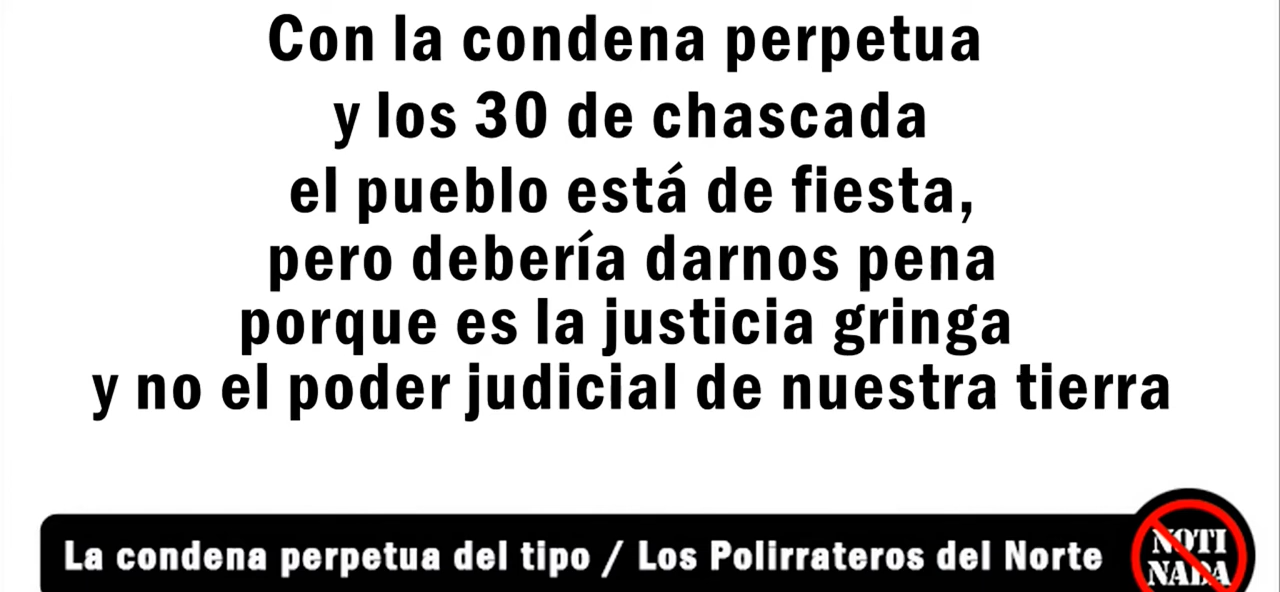 Con la condena perpetua
y los 30 de chascada
el pueblo está de fiesta,
pero debería darnos pena
porque es la justicia gringa
y no el poder judicial de nuestra tierra
La condena perpetua del tipo / Los Polirrateros del Norte
NOTI
NADA